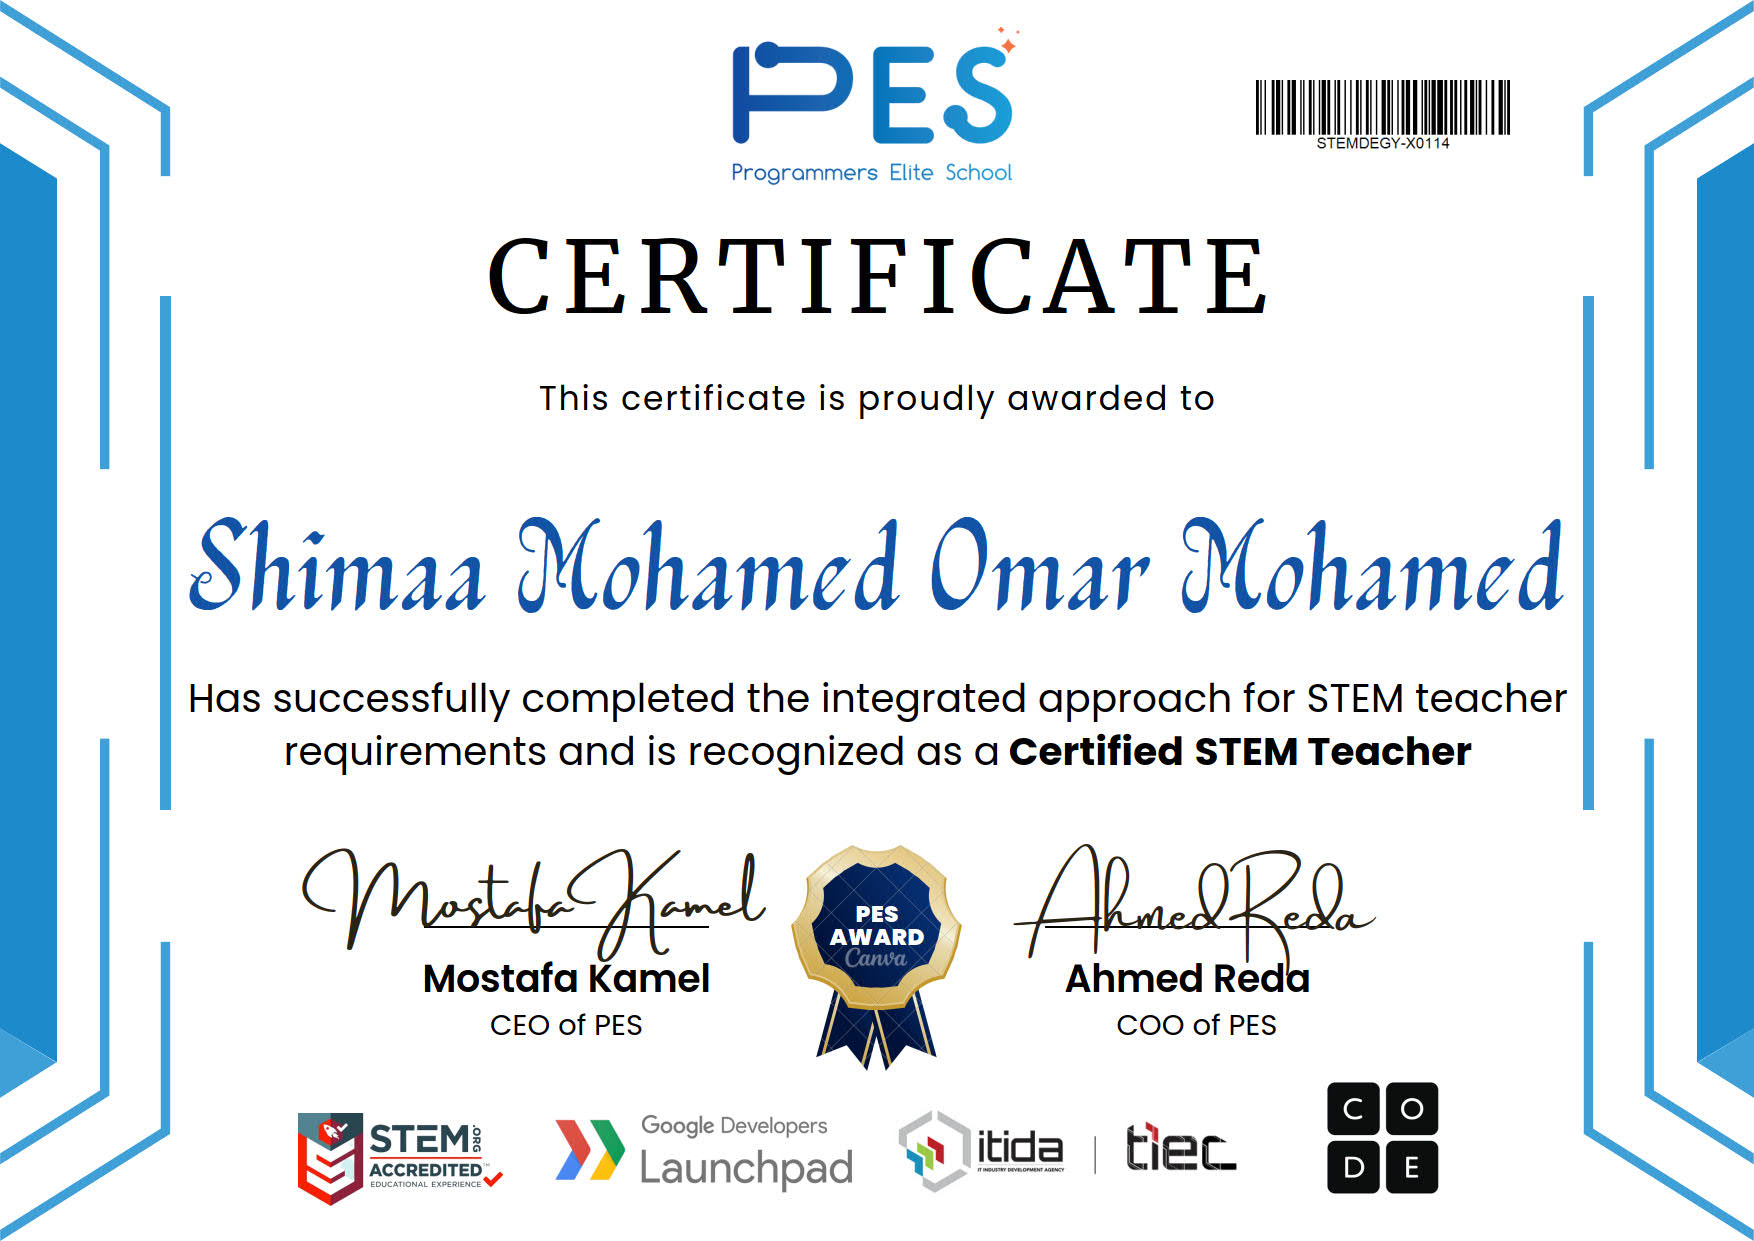 PES
Programmers Elite School
STEMDEGY-X0114
CERTIFICATE
This certificate is proudly awarded to
Shimaa Mohamed Omar Mohamed
Has successfully completed the integrated approach for STEM teacher
requirements and is recognized as a Certified STEM Teacher
Mostafa Kamel
Ahmed Reda
PES
AWARD
Canva
Mostafa Kamel
Ahmed Reda
CEO of PES
COO of PES
STEM.ORG
ACCREDITED™
EDUCATIONAL EXPERIENCE
Google Developers
Launchpad
itida
IT INDUSTRY DEVELOPMENT AGENCY
tiec
C O
D E